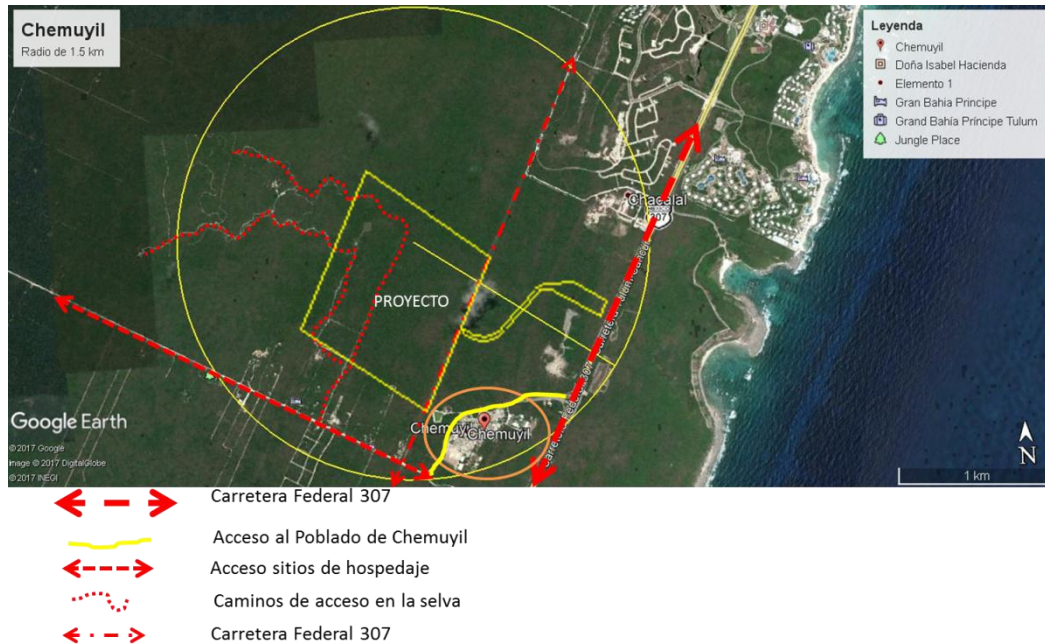 Chemuyil
Radio de 1.5 km
Leyenda
Chemuyil
Doña Isabel Hacienda
Elemento 1
Gran Bahia Principe
Grand Bahía Príncipe Tulum
Jungle Place
Chacalal
307
PROYECTO
Chemuyil
Chemuyil
Google Earth
© 2017 Google
Image © 2017 DigitalGlobe
© 2017 INEGI
N
1 km
Carretera Federal 307
Acceso al Poblado de Chemuyil
Acceso sitios de hospedaje
Caminos de acceso en la selva
Carretera Federal 307